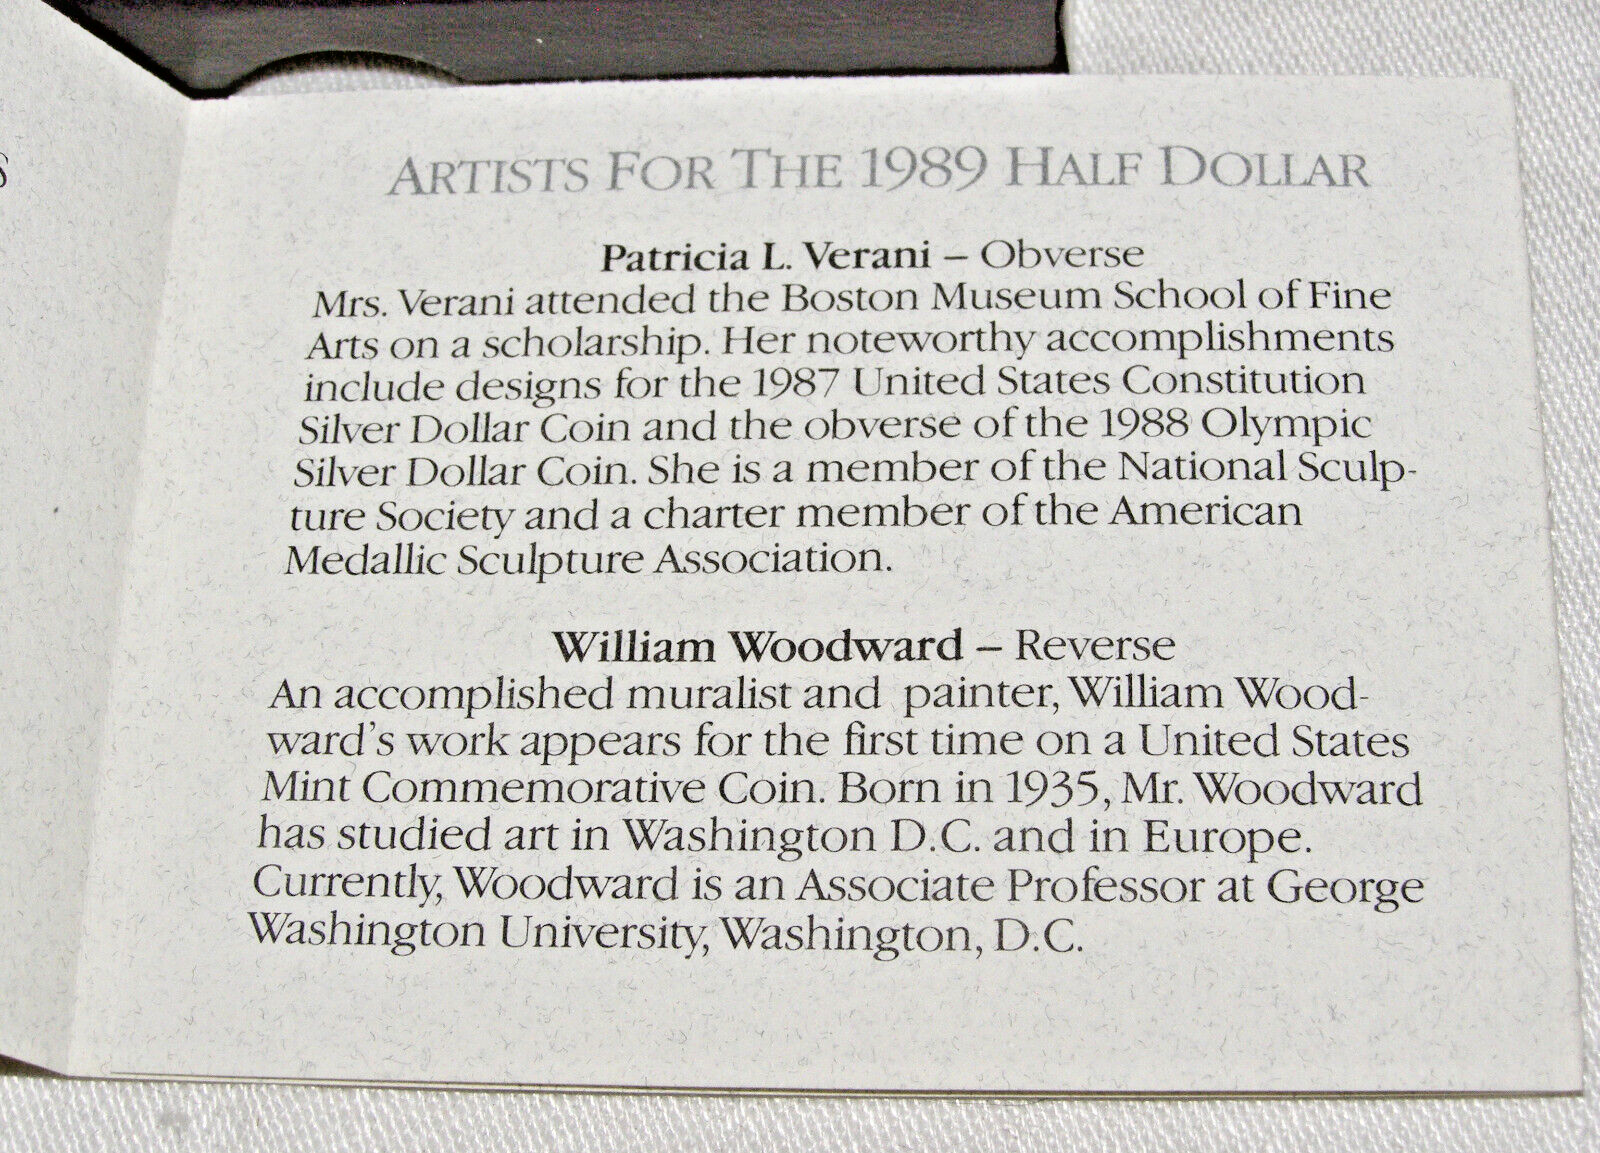 ARTISTS FOR THE 1989 HALF DOLLAR
Patricia L. Verani – Obverse
Mrs. Verani attended the Boston Museum School of Fine
Arts on a scholarship. Her noteworthy accomplishments
include designs for the 1987 United States Constitution
Silver Dollar Coin and the obverse of the 1988 Olympic
Silver Dollar Coin. She is a member of the National Sculp-
ture Society and a charter member of the American
Medallic Sculpture Association.
William Woodward – Reverse
An accomplished muralist and painter, William Wood-
ward's work appears for the first time on a United States
Mint Commemorative Coin. Born in 1935, Mr. Woodward
has studied art in Washington D.C. and in Europe.
Currently, Woodward is an Associate Professor at George
Washington University, Washington, D.C.